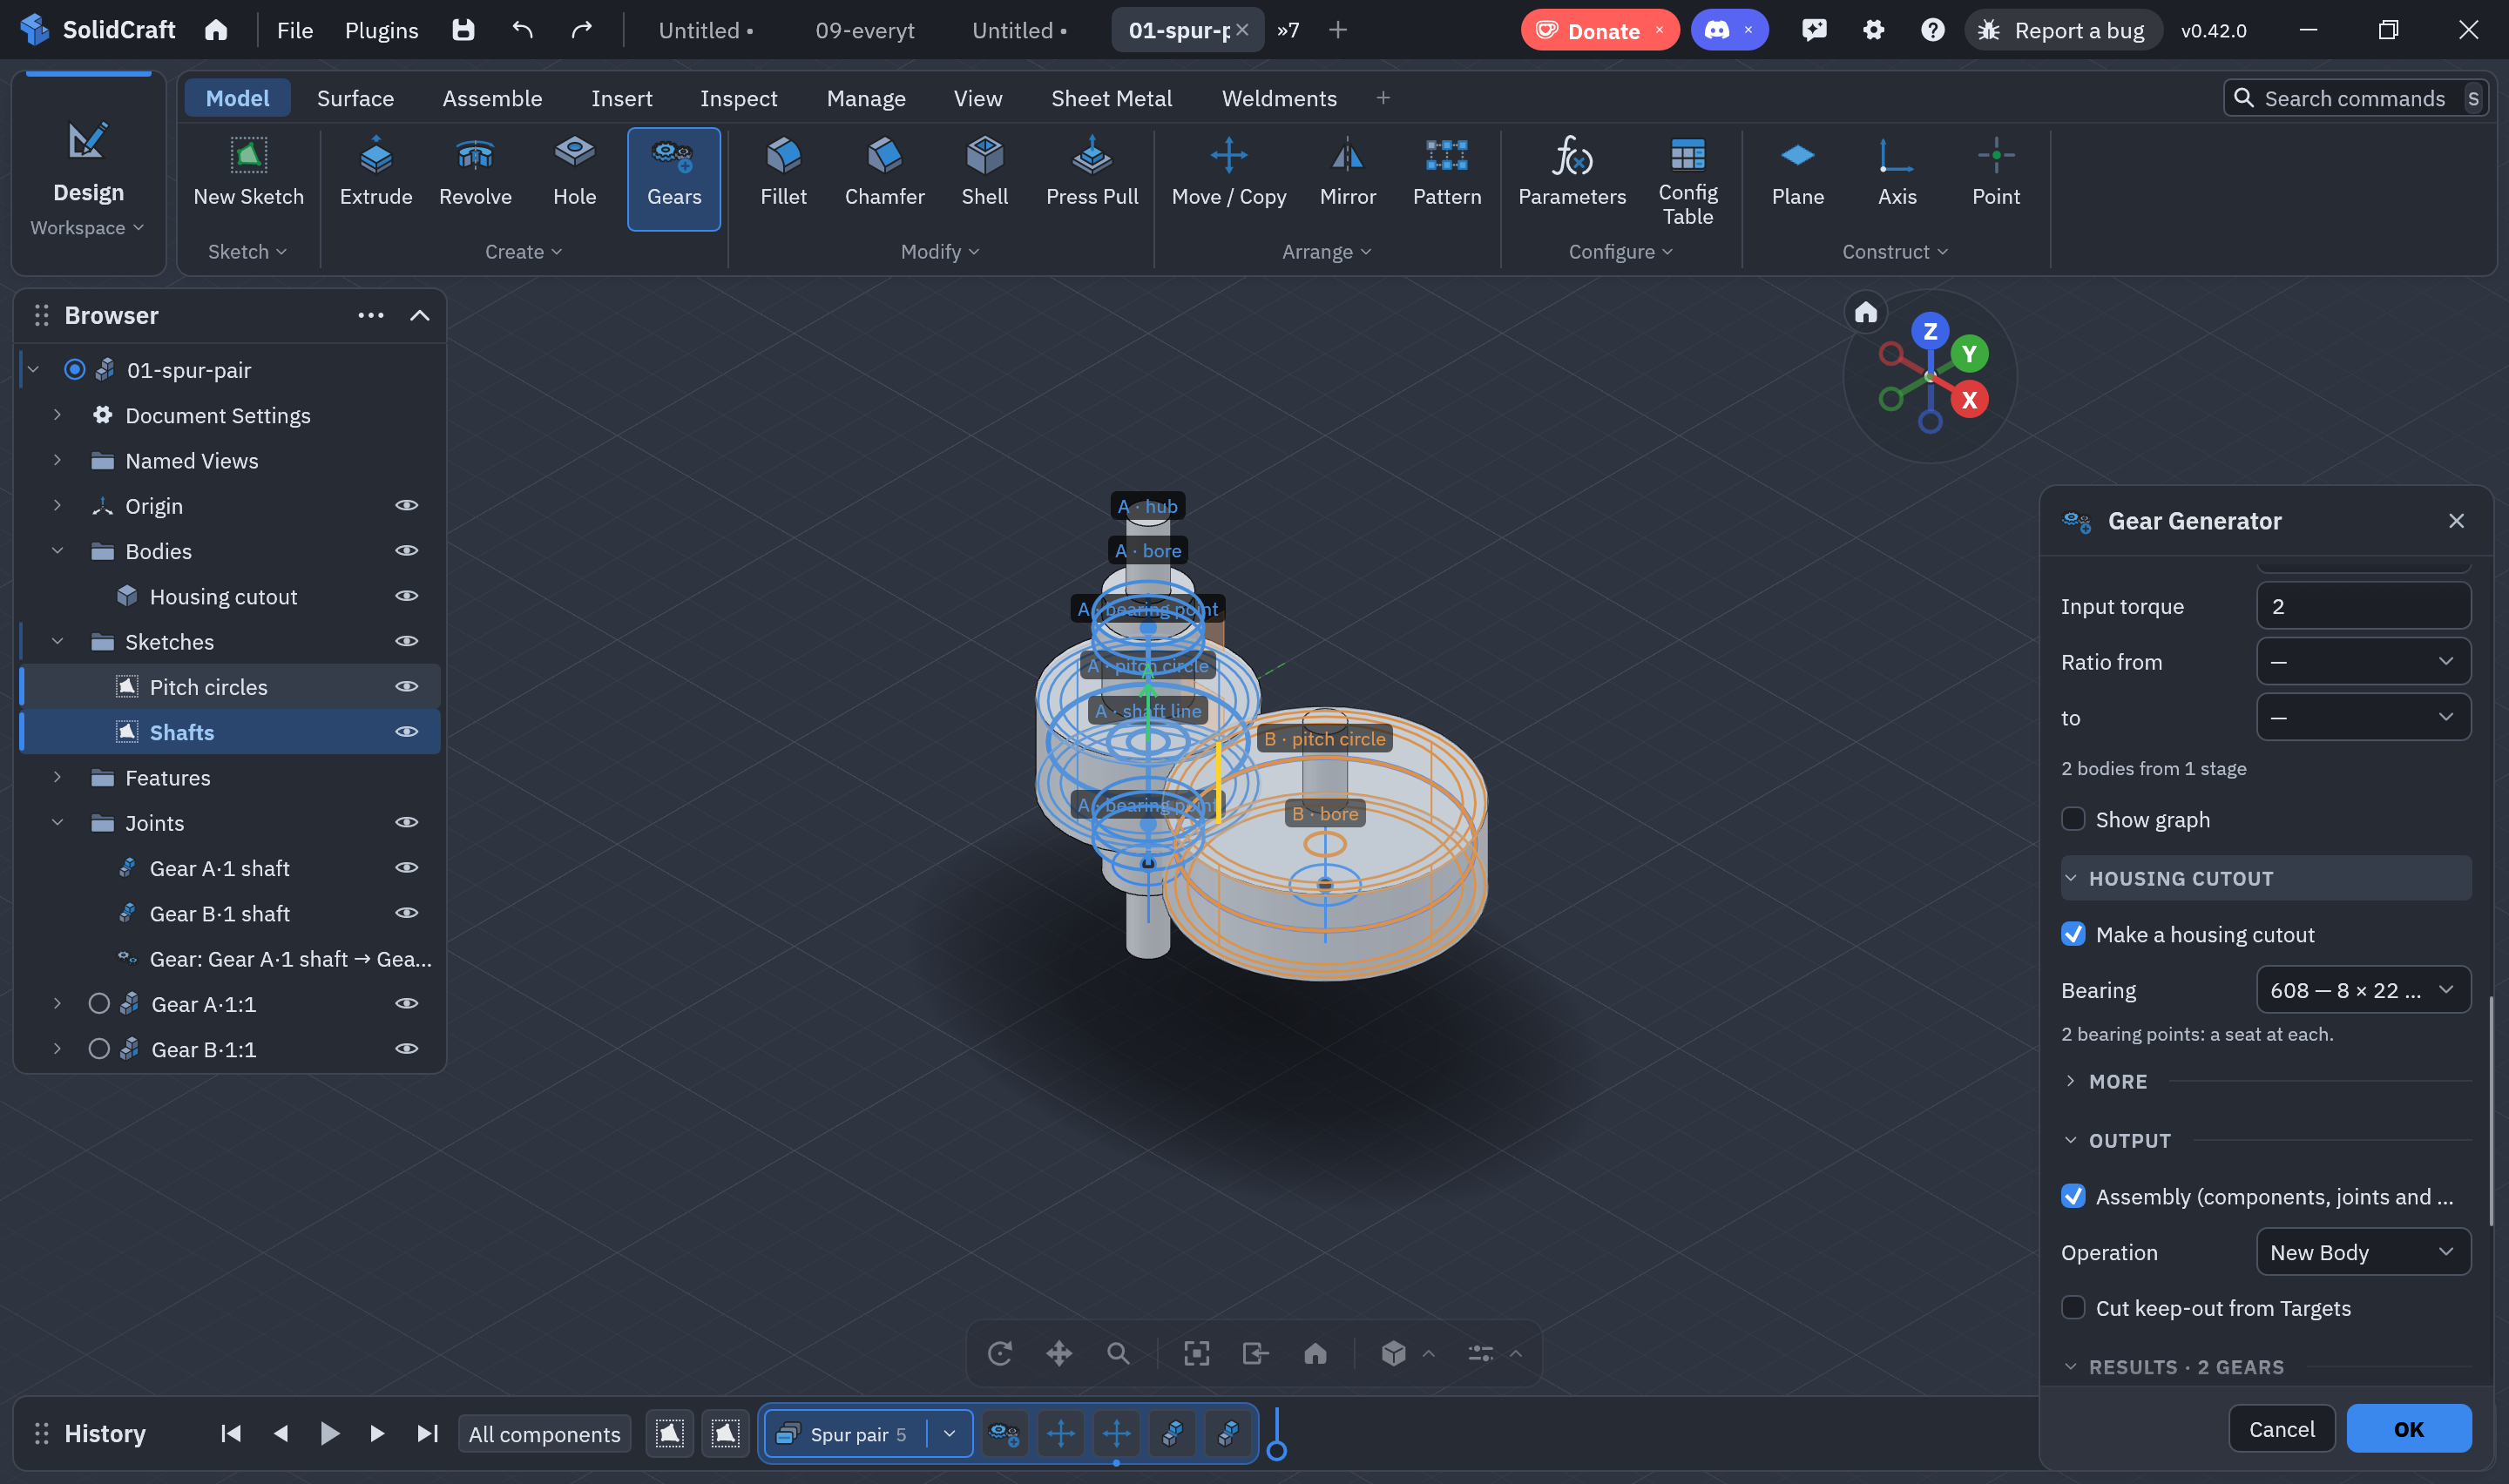 SolidCraft
File
Plugins
Untitled •
09-everyt
Untitled •
01-spur-p
»7
Donate ×
×
Report a bug
v0.42.0
Design
Workspace
Model
Surface
Assemble
Insert
Inspect
Manage
View
Sheet Metal
Weldments
Search commands S
New Sketch
Extrude
Revolve
Hole
Gears
Fillet
Chamfer
Shell
Press Pull
Move / Copy
Mirror
Pattern
Parameters
Config
Table
Plane
Axis
Point
Sketch
Create
Modify
Arrange
Configure
Construct
Browser
01-spur-pair
Document Settings
Named Views
Origin
Bodies
Housing cutout
Sketches
Pitch circles
Shafts
Features
Joints
Gear A·1 shaft
Gear B·1 shaft
Gear: Gear A·1 shaft → Gea...
Gear A·1:1
Gear B·1:1
Z
Y
X
A · hub
A · bore
A · bearing point
A · pitch circle
A · shaft line
B · pitch circle
A · bearing point
B · bore
Gear Generator
Input torque
2
Ratio from
—
to
—
2 bodies from 1 stage
Show graph
HOUSING CUTOUT
Make a housing cutout
Bearing
608 — 8 × 22 ...
2 bearing points: a seat at each.
MORE
OUTPUT
Assembly (components, joints and ...
Operation
New Body
Cut keep-out from Targets
RESULTS · 2 GEARS
Cancel
OK
History
All components
Spur pair 5